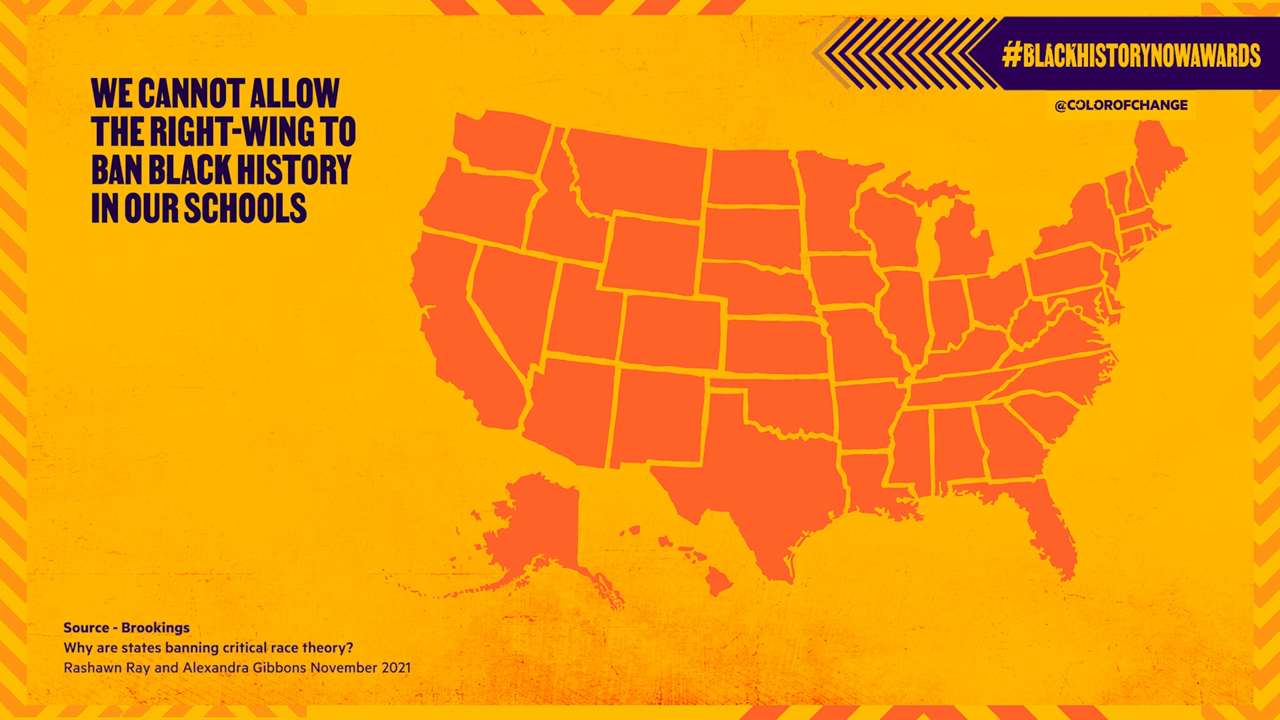 #BLACKHISTORYNOWAWARDS
@COLOROFCHANGE
WE CANNOT ALLOW
THE RIGHT-WING TO
BAN BLACK HISTORY
IN OUR SCHOOLS
Source - Brookings
Why are states banning critical race theory?
Rashawn Ray and Alexandra Gibbons November 2021